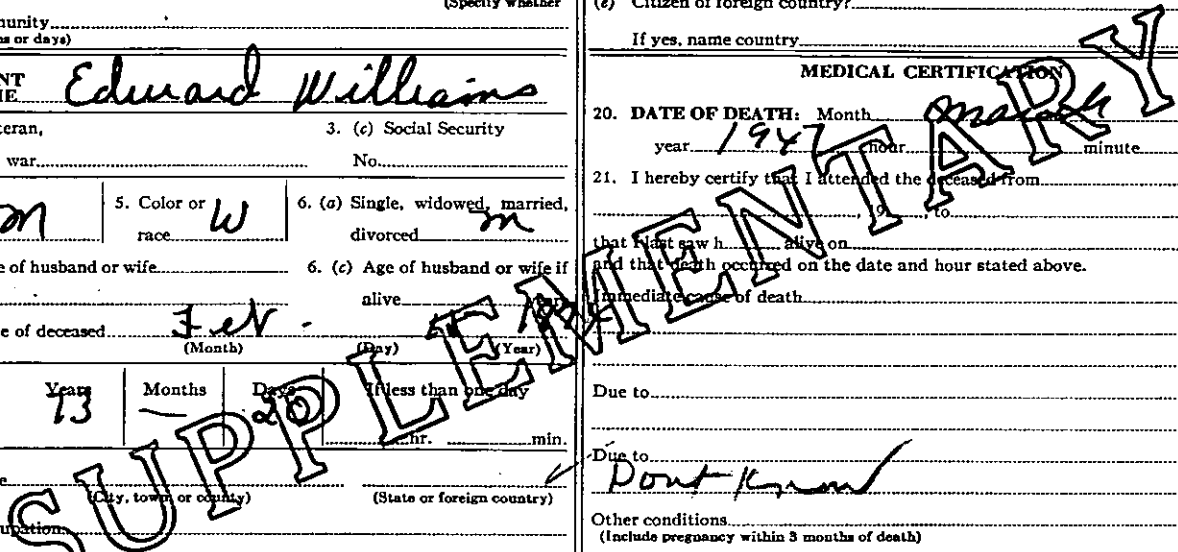 (Specify whether
nunity
ns or days)
NT
ME Edward Williams
teran,
war
3. (c) Social Security
No.
M
5. Color or
race W
6. (a) Single, widowed, married,
divorced m
e of husband or wife
6. (c) Age of husband or wife if
alive
e of deceased
(Month) (Day) (Year)
Years Months Days If less than one day
73 — 20 hr. min.
e
(City, town or county) (State or foreign country)
upation
(e) Citizen of foreign country?
If yes, name country
MEDICAL CERTIFICATION
20. DATE OF DEATH: Month March
year 1947 hour minute
21. I hereby certify that I attended the deceased from
, 19 , to
that I last saw h alive on
and that death occurred on the date and hour stated above.
Immediate cause of death
Due to
Due to
Dont Know
Other conditions
(Include pregnancy within 3 months of death)
SUPPLEMENTARY